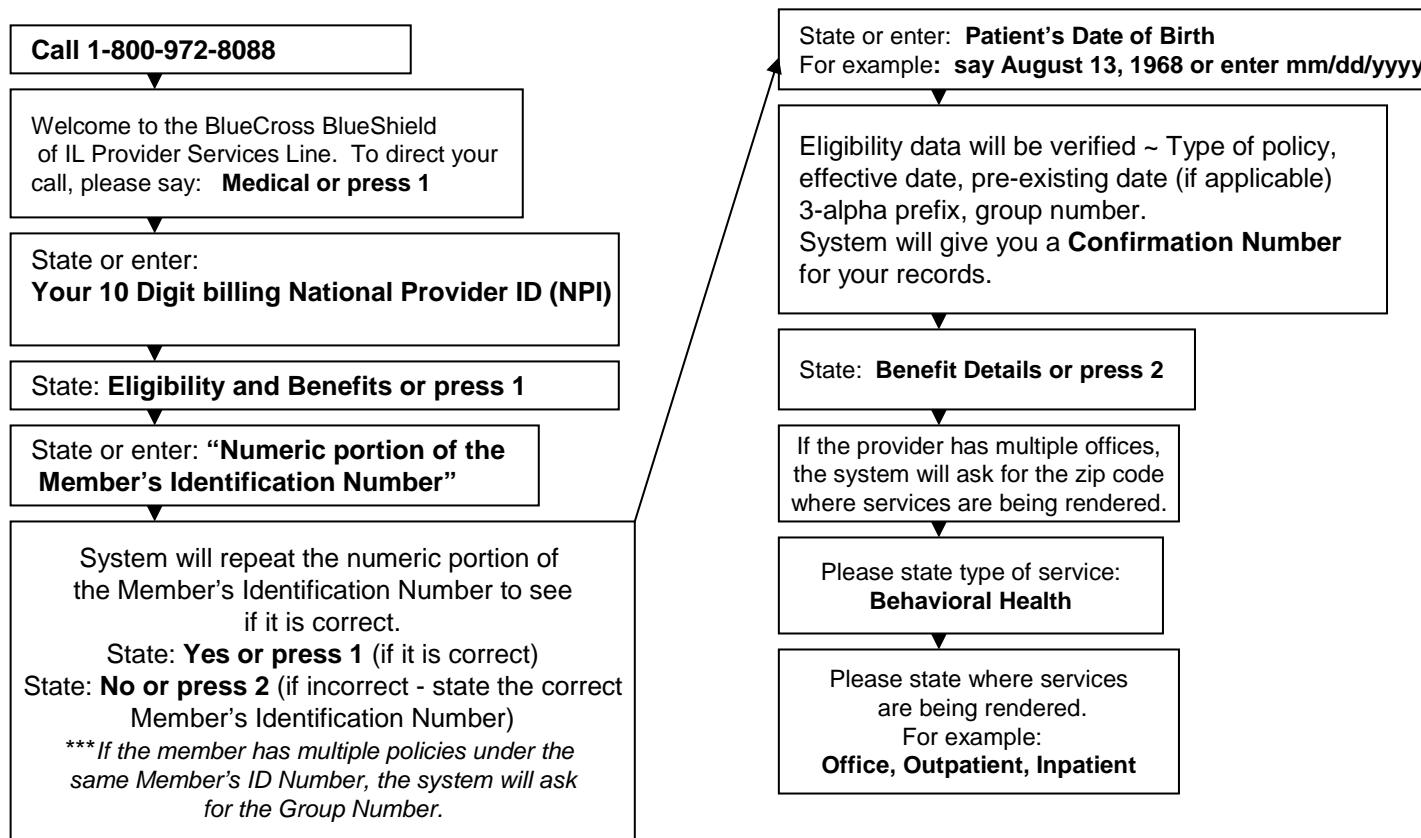 Call 1-800-972-8088
Welcome to the BlueCross BlueShield
of IL Provider Services Line. To direct your
call, please say: Medical or press 1
State or enter:
Your 10 Digit billing National Provider ID (NPI)
State: Eligibility and Benefits or press 1
State or enter: “Numeric portion of the
Member’s Identification Number”
System will repeat the numeric portion of
the Member’s Identification Number to see
if it is correct.
State: Yes or press 1 (if it is correct)
State: No or press 2 (if incorrect - state the correct
Member’s Identification Number)
***If the member has multiple policies under the
same Member’s ID Number, the system will ask
for the Group Number.
State or enter: Patient’s Date of Birth
For example: say August 13, 1968 or enter mm/dd/yyyy
Eligibility data will be verified ~ Type of policy,
effective date, pre-existing date (if applicable)
3-alpha prefix, group number.
System will give you a Confirmation Number
for your records.
State: Benefit Details or press 2
If the provider has multiple offices,
the system will ask for the zip code
where services are being rendered.
Please state type of service:
Behavioral Health
Please state where services
are being rendered.
For example:
Office, Outpatient, Inpatient